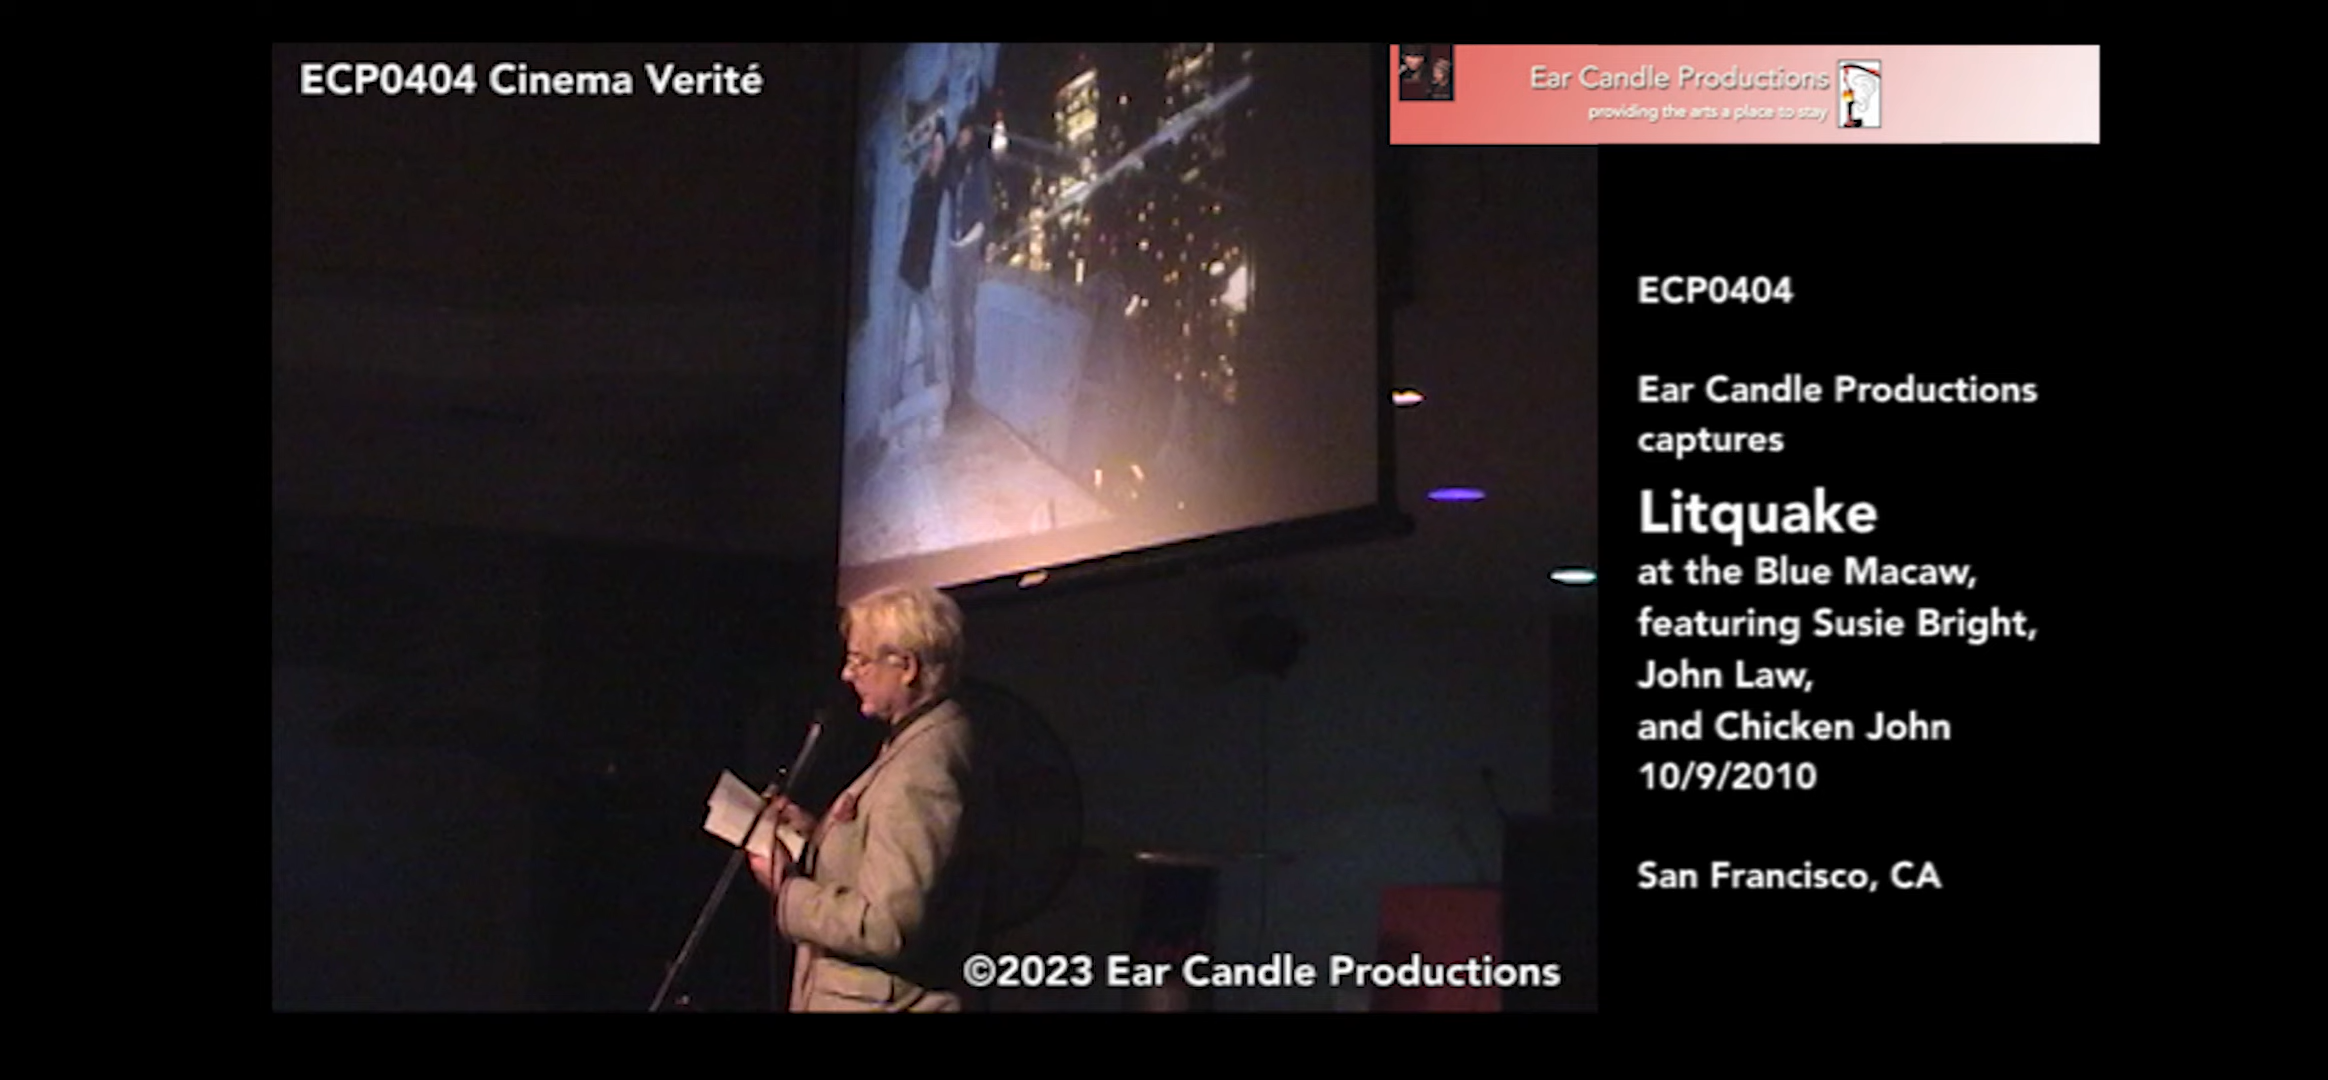 ECP0404 Cinema Verité
Ear Candle Productions
providing the arts a place to stay
ECP0404
Ear Candle Productions
captures
Litquake
at the Blue Macaw,
featuring Susie Bright,
John Law,
and Chicken John
10/9/2010
San Francisco, CA
©2023 Ear Candle Productions